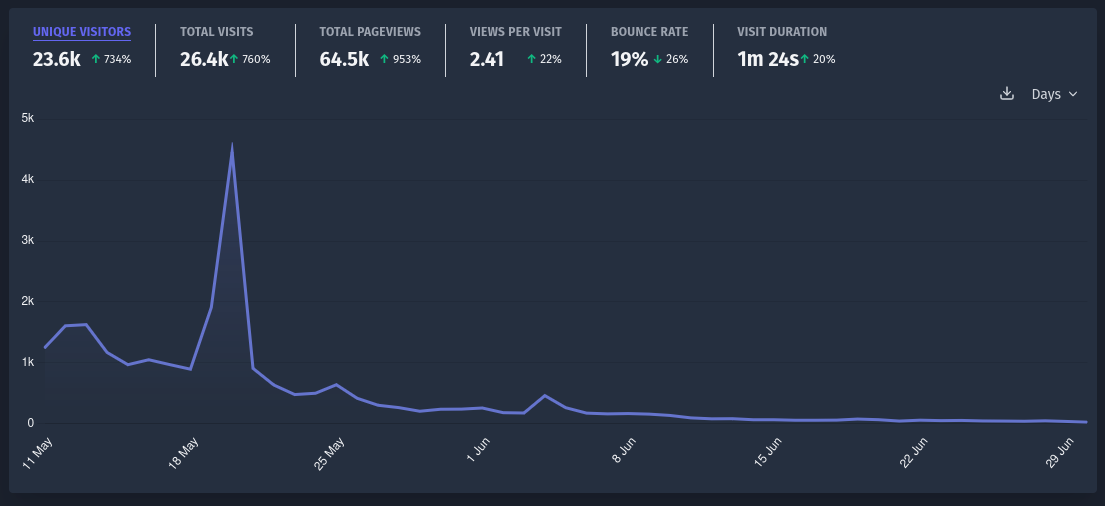 UNIQUE VISITORS TOTAL VISITS TOTAL PAGEVIEWS VIEWS PER VISIT BOUNCE RATE VISIT DURATION
23.6k ↑ 734% 26.4k ↑ 760% 64.5k ↑ 953% 2.41 ↑ 22% 19% ↓ 26% 1m 24s ↑ 20%
Days
5k
4k
3k
2k
1k
0
11 May 18 May 25 May 1 Jun 8 Jun 15 Jun 22 Jun 29 Jun